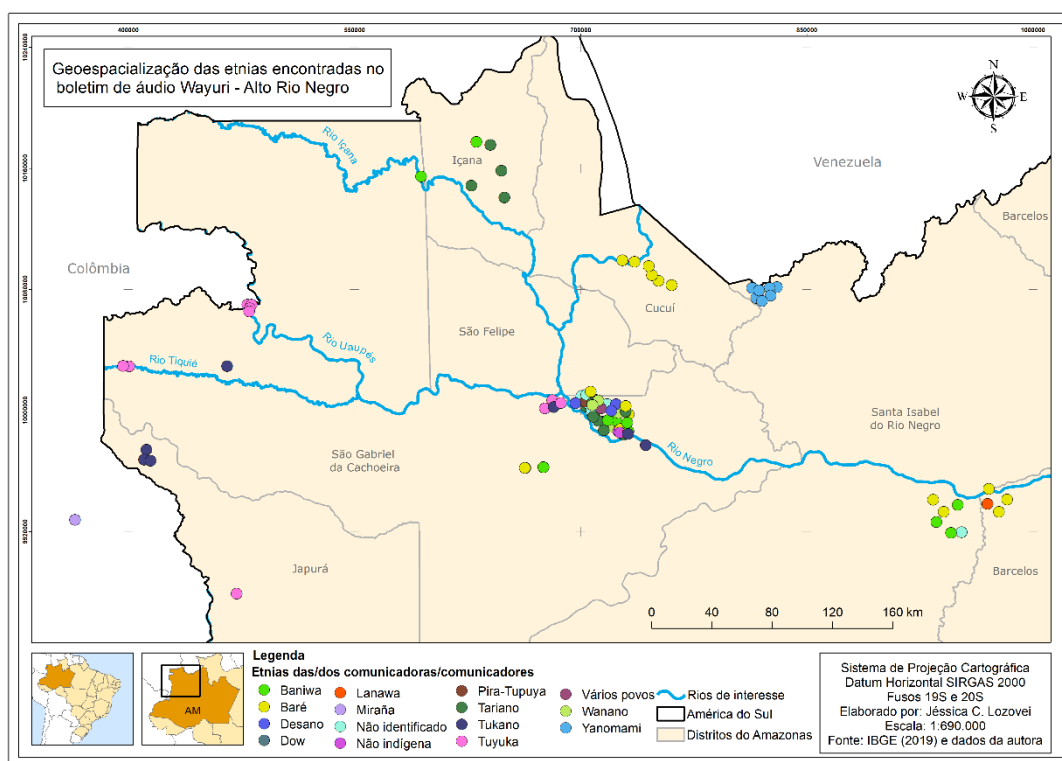 Geoespacialização das etnias encontradas no
boletim de áudio Wayuri - Alto Rio Negro
400000
550000
700000
850000
1000000
10240000
10160000
N
W
E
S
Rio Içana
Içana
Venezuela
Barcelos
Colômbia
Cucuí
São Felipe
Rio Uaupés
Rio Tiquié
Santa Isabel
do Rio Negro
São Gabriel
da Cachoeira
Rio Negro
Japurá
Barcelos
0
40
80
120
160 km
AM
Legenda
Etnias das/dos comunicadoras/comunicadores
Baniwa
Baré
Desano
Dow
Lanawa
Miraña
Não identificado
Não indígena
Pira-Tupuya
Tariano
Tukano
Tuyuka
Vários povos
Wanano
Yanomami
Rios de interesse
América do Sul
Distritos do Amazonas
Sistema de Projeção Cartográfica
Datum Horizontal SIRGAS 2000
Fusos 19S e 20S
Elaborado por: Jéssica C. Lozovei
Escala: 1:690.000
Fonte: IBGE (2019) e dados da autora